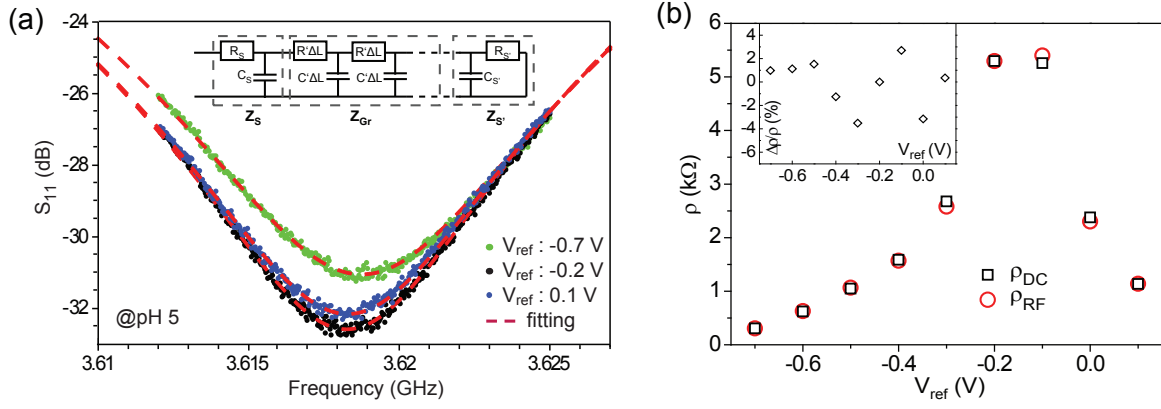 (a)
-24
-26
-28
-30
-32
S₁₁ (dB)
R_S
R'ΔL
R'ΔL
R_S'
C_S
C'ΔL
C'ΔL
C_S'
Z_S
Z_Gr
Z_S'
V_ref : -0.7 V
V_ref : -0.2 V
V_ref : 0.1 V
fitting
@pH 5
3.61
3.615
3.62
3.625
Frequency (GHz)
(b)
6
5
4
3
2
1
0
ρ (kΩ)
4
2
0
-2
-4
-6
Δρ/ρ (%)
V_ref (V)
-0.6
-0.4
-0.2
0.0
ρ_DC
ρ_RF
-0.6
-0.4
-0.2
0.0
V_ref (V)